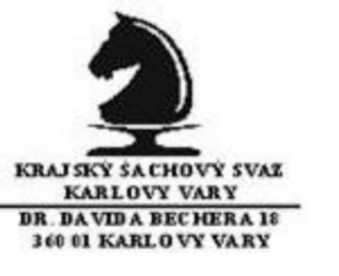 KRAJSKÝ ŠACHOVÝ SVAZ
KARLOVY VARY
DR. DAVIDA BECHERA 18
360 01 KARLOVY VARY